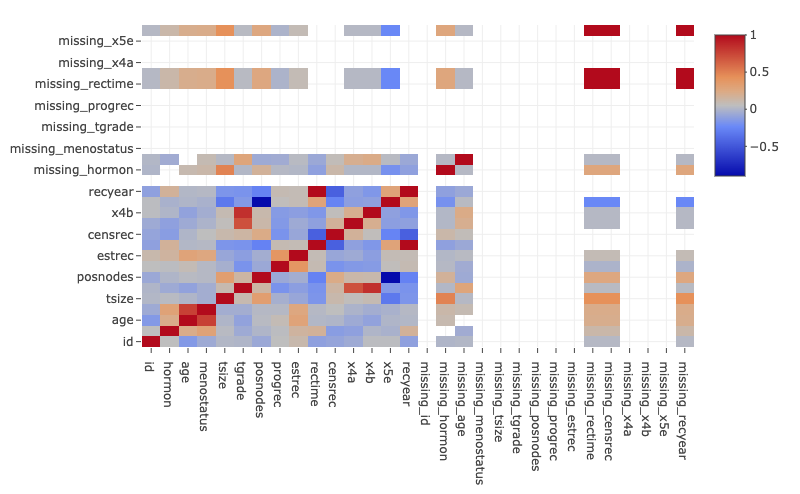 missing_x5e
missing_x4a
missing_rectime
missing_progrec
missing_tgrade
missing_menostatus
missing_hormon
recyear
x4b
censrec
estrec
posnodes
tsize
age
id
id
hormon
age
menostatus
tsize
tgrade
posnodes
progrec
estrec
rectime
censrec
x4a
x4b
x5e
recyear
missing_id
missing_hormon
missing_age
missing_menostatus
missing_tsize
missing_tgrade
missing_posnodes
missing_progrec
missing_estrec
missing_rectime
missing_censrec
missing_x4a
missing_x4b
missing_x5e
missing_recyear
1
0.5
0
−0.5